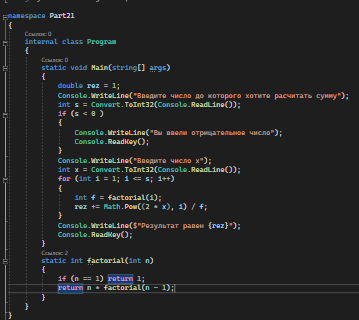 namespace Part21
{
Ссылок: 0
internal class Program
{
Ссылок: 0
static void Main(string[] args)
{
double rez = 1;
Console.WriteLine("Введите число до которого хотите расчитать сумму");
int s = Convert.ToInt32(Console.ReadLine());
if (s < 0 )
{
Console.WriteLine("Вы ввели отрицательное число");
Console.ReadKey();
}
Console.WriteLine("Введите число x");
int x = Convert.ToInt32(Console.ReadLine());
for (int i = 1; i <= s; i++)
{
int f = factorial(i);
rez += Math.Pow((2 * x), i) / f;
}
Console.WriteLine($"Результат равен {rez}");
Console.ReadKey();
}
Ссылок: 2
static int factorial(int n)
{
if (n == 1) return 1;
return n * factorial(n - 1);
}
}
}